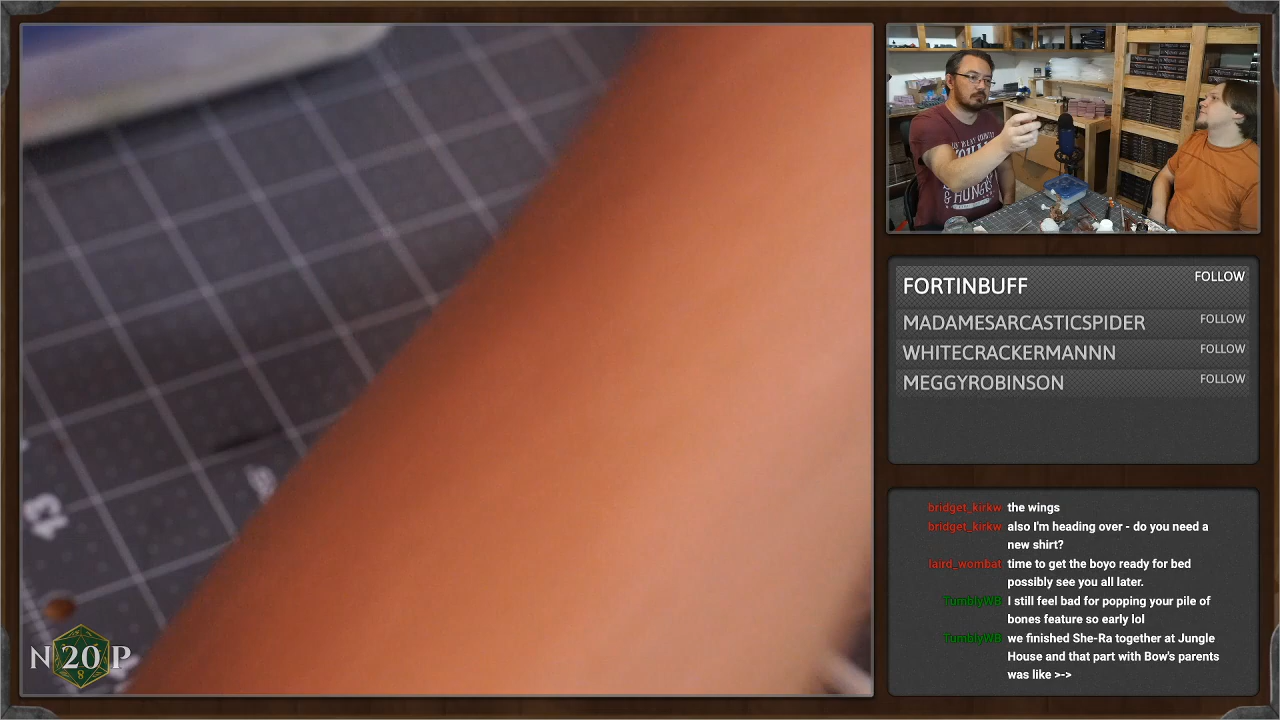 FORTINBUFF FOLLOW
MADAMESARCASTICSPIDER FOLLOW
WHITECRACKERMANNN FOLLOW
MEGGYROBINSON FOLLOW
bridget_kirkw the wings
bridget_kirkw also I'm heading over - do you need a
new shirt?
laird_wombat time to get the boyo ready for bed
possibly see you all later.
TumblyWB I still feel bad for popping your pile of
bones feature so early lol
TumblyWB we finished She-Ra together at Jungle
House and that part with Bow's parents
was like >->
N 20 P
8
& HUNGRY